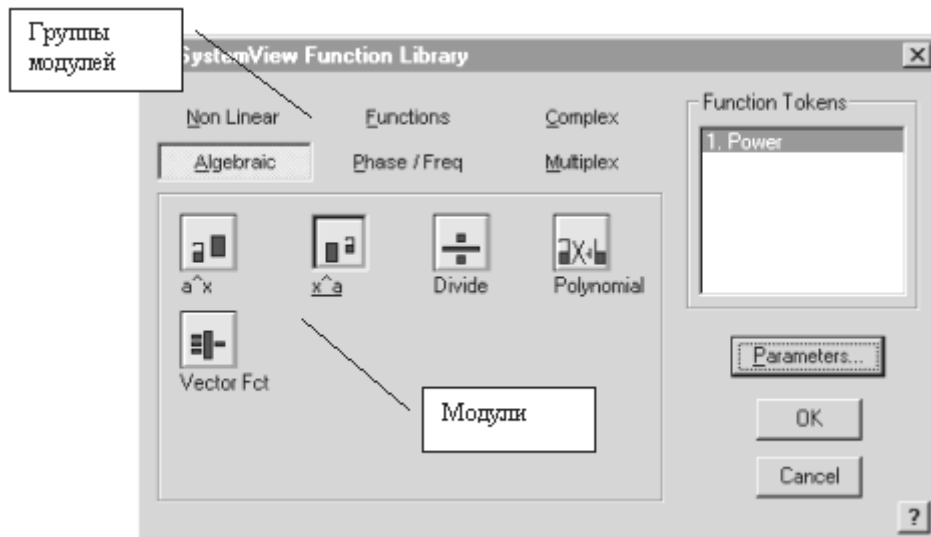 Группы
модулей
SystemView Function Library
Non Linear Functions Complex
Algebraic Phase / Freq Multiplex
Function Tokens
1. Power
a^x x^a Divide Polynomial
Vector Fct
Модули
Parameters...
OK
Cancel
?